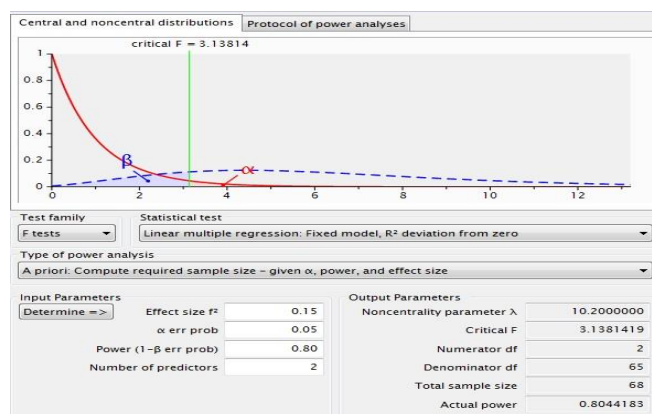 Central and noncentral distributions Protocol of power analyses
critical F = 3.13814
1
0.8
0.6
0.4
0.2
0
β
α
0 2 4 6 8 10 12
Test family Statistical test
F tests Linear multiple regression: Fixed model, R² deviation from zero
Type of power analysis
A priori: Compute required sample size – given α, power, and effect size
Input Parameters Output Parameters
Determine => Effect size f² 0.15 Noncentrality parameter λ 10.2000000
α err prob 0.05 Critical F 3.1381419
Power (1-β err prob) 0.80 Numerator df 2
Number of predictors 2 Denominator df 65
Total sample size 68
Actual power 0.8044183